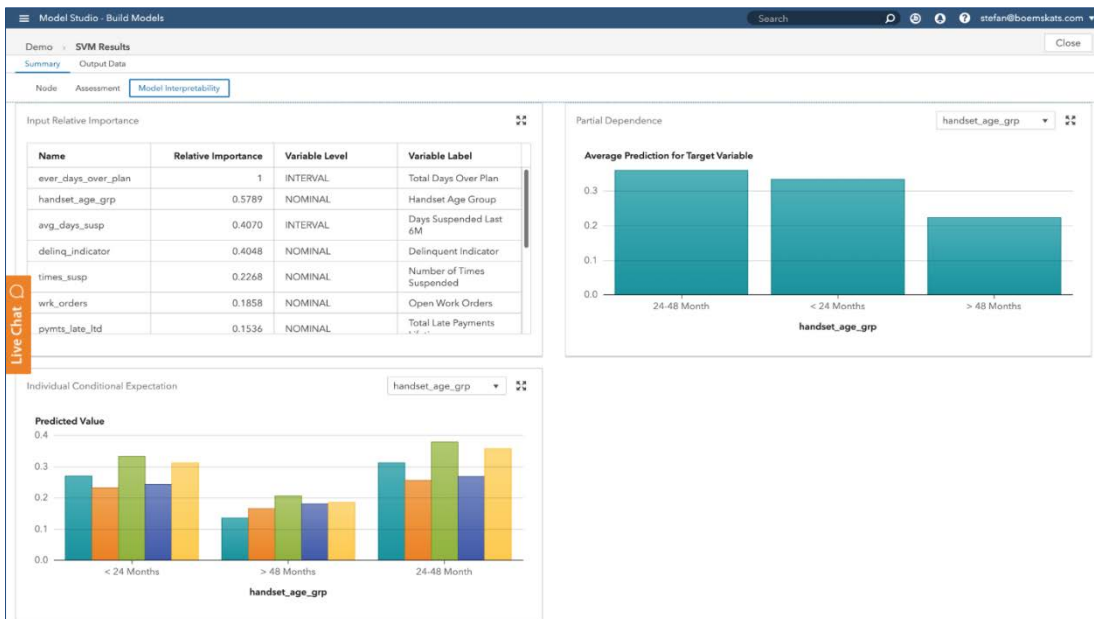 Model Studio - Build Models
Search
stefan@boemskats.com
Demo
SVM Results
Close
Summary Output Data
Node Assessment Model Interpretability
Input Relative Importance
Name Relative Importance Variable Level Variable Label
ever_days_over_plan 1 INTERVAL Total Days Over Plan
handset_age_grp 0.5789 NOMINAL Handset Age Group
avg_days_susp 0.4070 INTERVAL Days Suspended Last
6M
delinq_indicator 0.4048 NOMINAL Delinquent Indicator
times_susp 0.2268 NOMINAL Number of Times
Suspended
wrk_orders 0.1858 NOMINAL Open Work Orders
pymts_late_ltd 0.1536 NOMINAL Total Late Payments
Partial Dependence
handset_age_grp
Average Prediction for Target Variable
0.3
0.2
0.1
0.0
24-48 Month < 24 Months > 48 Months
handset_age_grp
Live Chat
Individual Conditional Expectation
handset_age_grp
Predicted Value
0.4
0.3
0.2
0.1
0.0
< 24 Months > 48 Months 24-48 Month
handset_age_grp